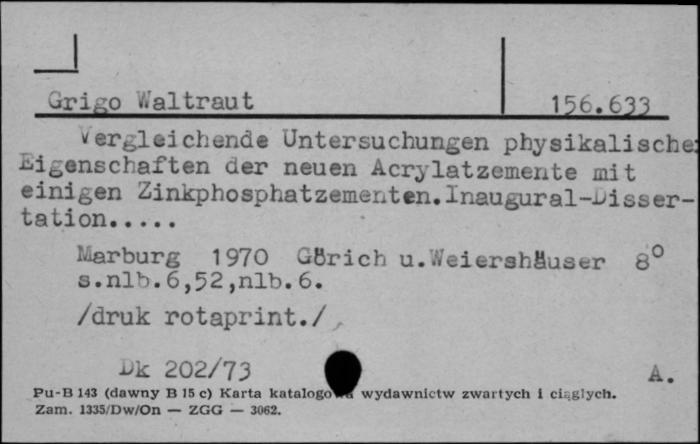 Grigo Waltraut 156.633
Vergleichende Untersuchungen physikalischer
Eigenschaften der neuen Acrylatzemente mit
einigen Zinkphosphatzementen.Inaugural-Disser-
tation.....
Marburg 1970 Görich u.Weiershäuser 8°
s.nlb.6,52,nlb.6.
/druk rotaprint./
Dk 202/73 A.
Pu-B 143 (dawny B 15 c) Karta katalogowa wydawnictw zwartych i ciągłych.
Zam. 1335/Dw/On — ZGG — 3062.